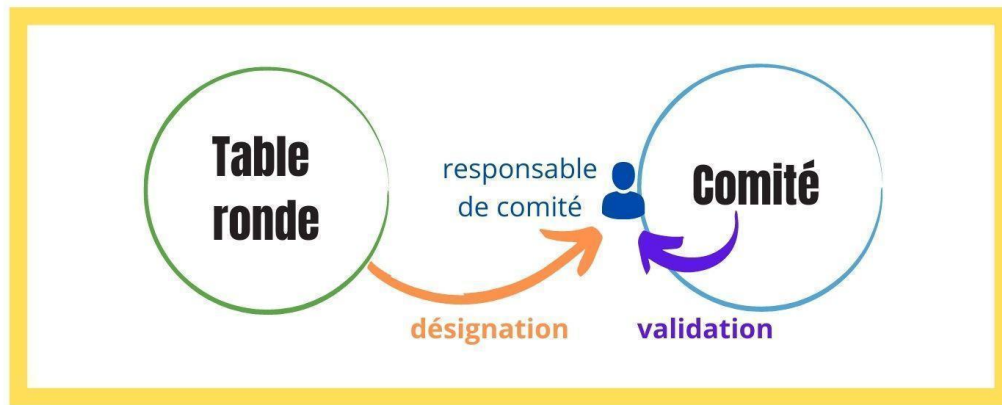 Table
ronde
responsable
de comité
Comité
désignation
validation